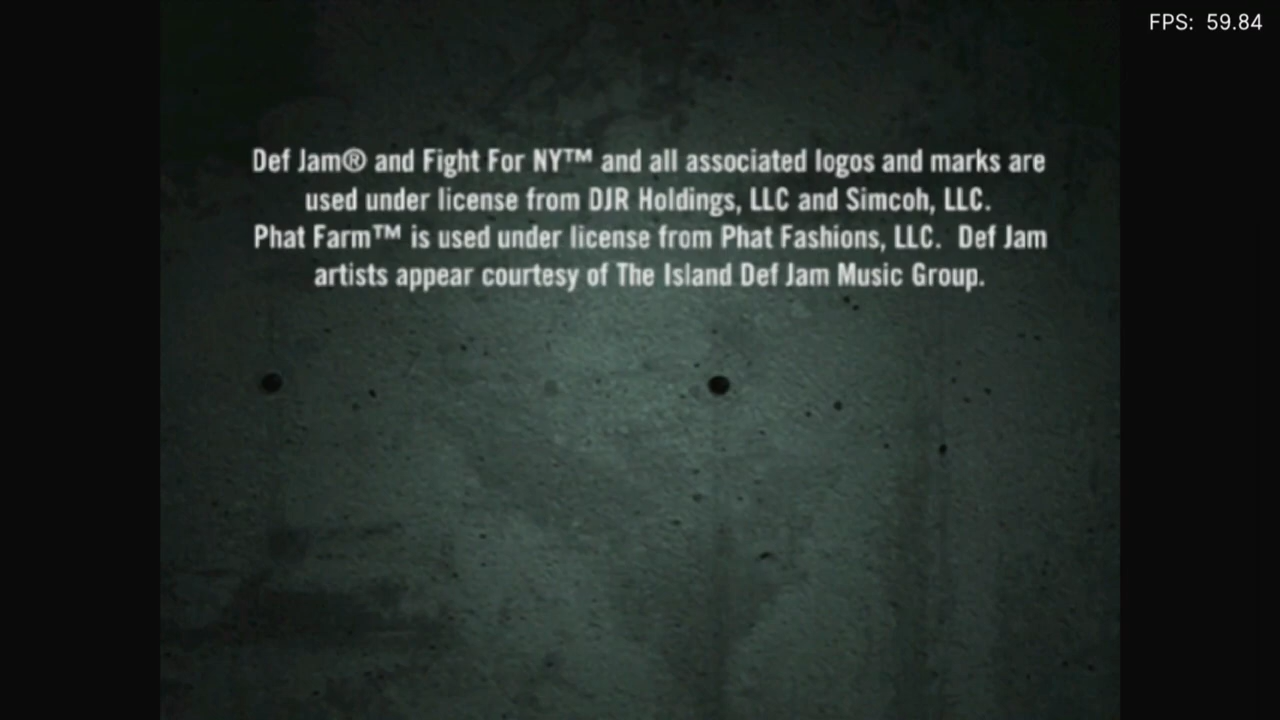 FPS: 59.84
Def Jam® and Fight For NY™ and all associated logos and marks are
used under license from DJR Holdings, LLC and Simcoh, LLC.
Phat Farm™ is used under license from Phat Fashions, LLC.  Def Jam
artists appear courtesy of The Island Def Jam Music Group.